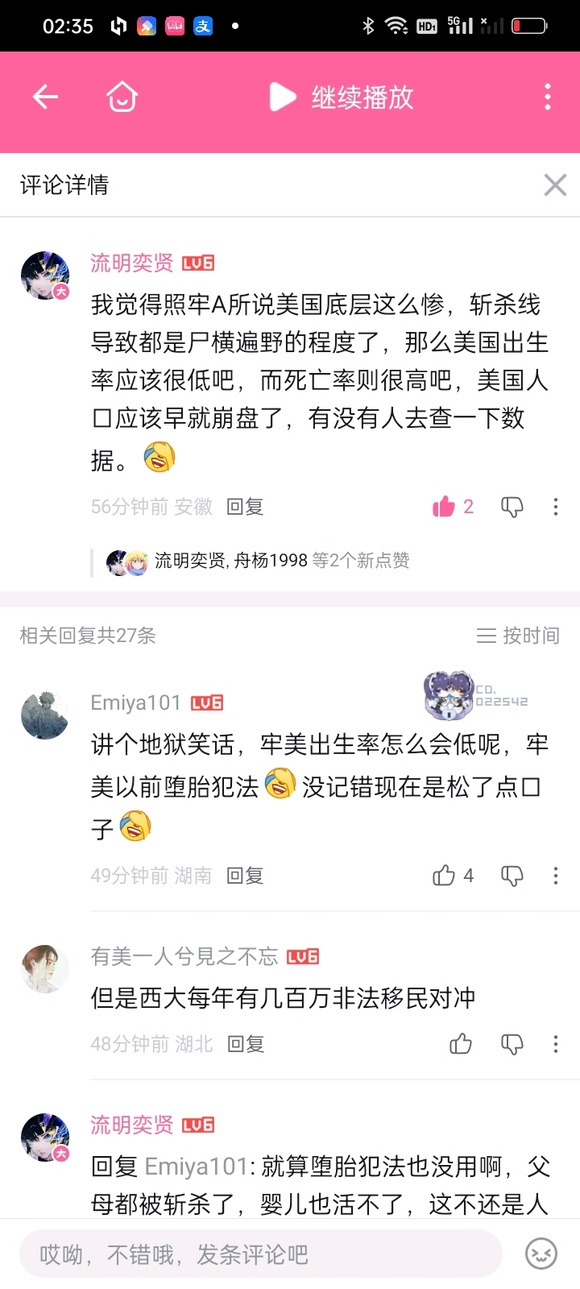 02:35
HD1
5G
继续播放
评论详情
流明奕贤 LV6
大
我觉得照牢A所说美国底层这么惨，斩杀线
导致都是尸横遍野的程度了，那么美国出生
率应该很低吧，而死亡率则很高吧，美国人
口应该早就崩盘了，有没有人去查一下数
据。
56分钟前 安徽 回复 2
流明奕贤, 舟杨1998 等2个新点赞
相关回复共27条 按时间
Emiya101 LV6
CD.
022542
讲个地狱笑话，牢美出生率怎么会低呢，牢
美以前堕胎犯法 没记错现在是松了点口
子
49分钟前 湖南 回复 4
有美一人兮見之不忘 LV6
但是西大每年有几百万非法移民对冲
48分钟前 湖北 回复
流明奕贤 LV6
大
回复 Emiya101: 就算堕胎犯法也没用啊，父
母都被斩杀了，婴儿也活不了，这不还是人
哎呦，不错哦，发条评论吧